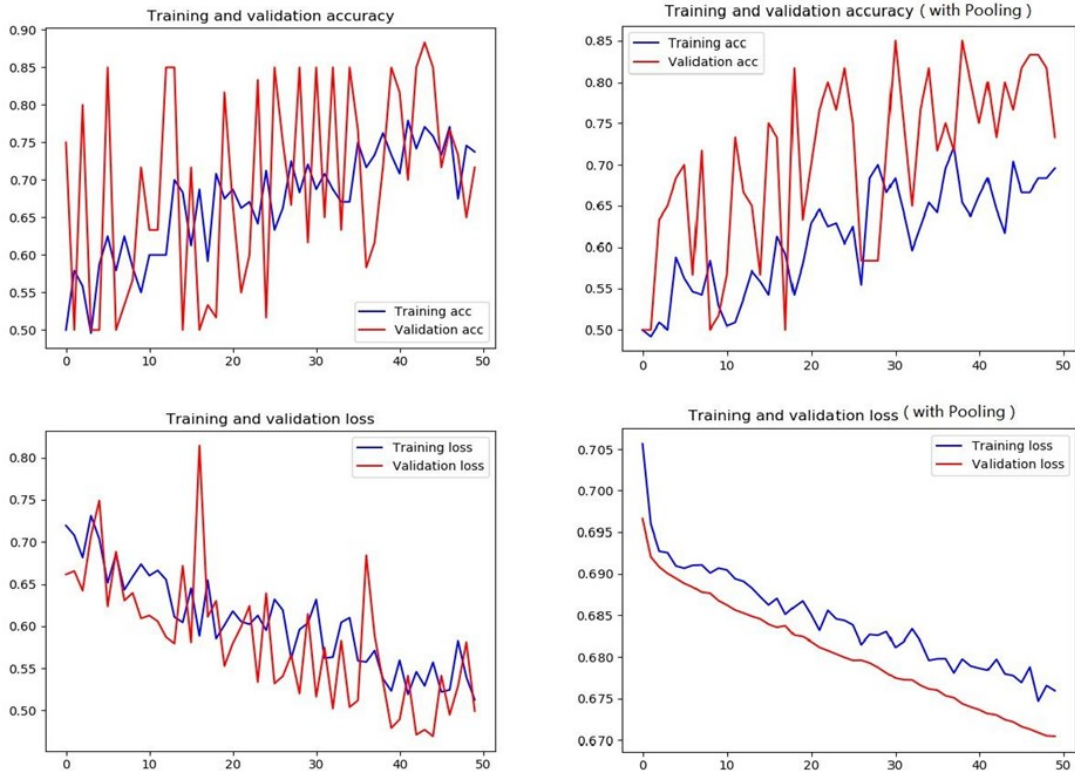 Training and validation accuracy
0.90
0.85
0.80
0.75
0.70
0.65
0.60
0.55
0.50
Training acc
Validation acc
0 10 20 30 40 50
Training and validation accuracy ( with Pooling )
0.85
0.80
0.75
0.70
0.65
0.60
0.55
0.50
Training acc
Validation acc
0 10 20 30 40 50
Training and validation loss
0.80
0.75
0.70
0.65
0.60
0.55
0.50
Training loss
Validation loss
0 10 20 30 40 50
Training and validation loss ( with Pooling )
0.705
0.700
0.695
0.690
0.685
0.680
0.675
0.670
Training loss
Validation loss
0 10 20 30 40 50